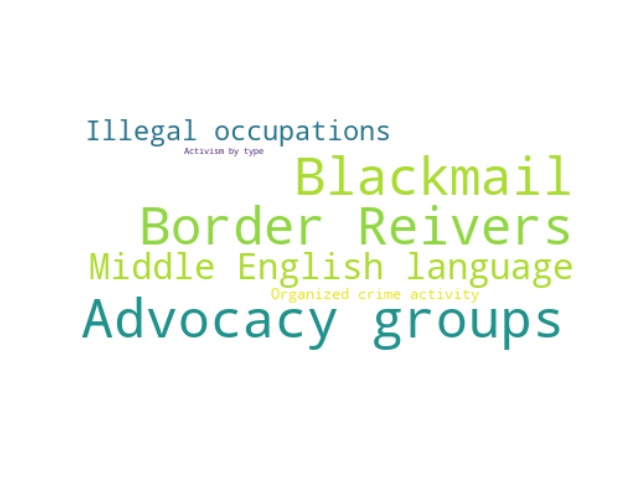 Illegal occupations
Activism by type
Blackmail
Border Reivers
Middle English language
Organized crime activity
Advocacy groups